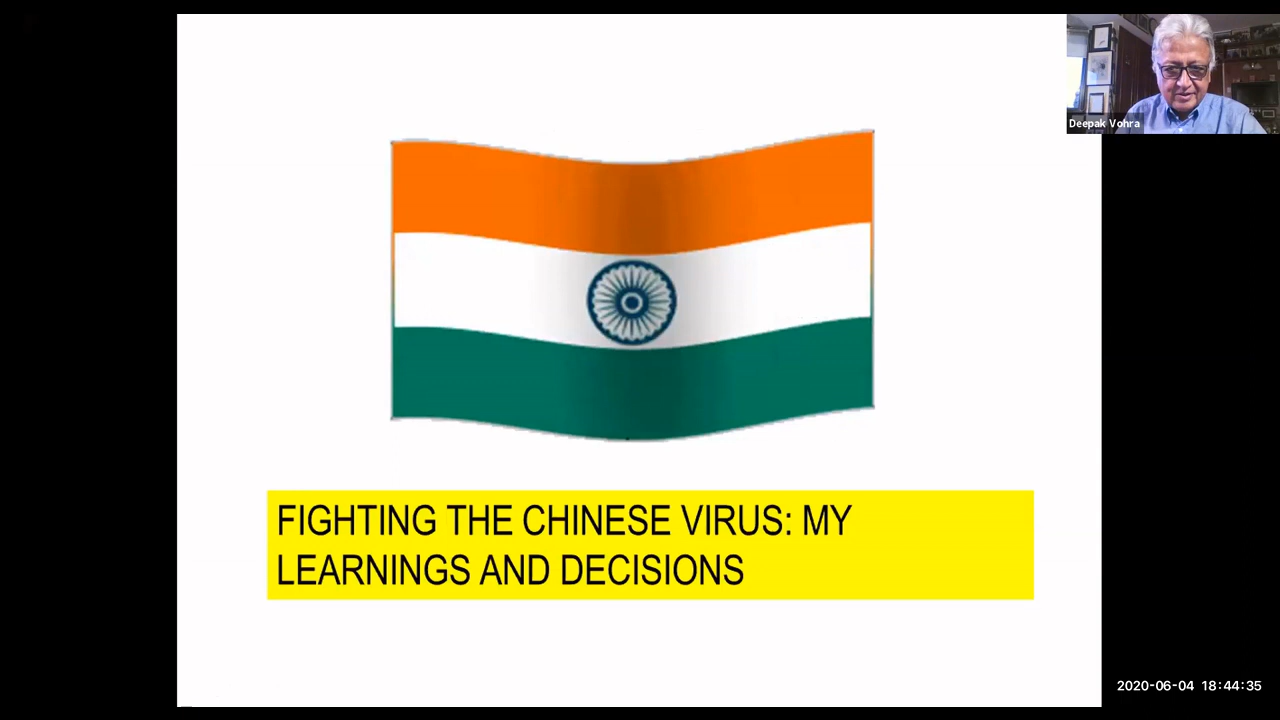 Deepak Vohra
FIGHTING THE CHINESE VIRUS: MY
LEARNINGS AND DECISIONS
2020-06-04 18:44:35